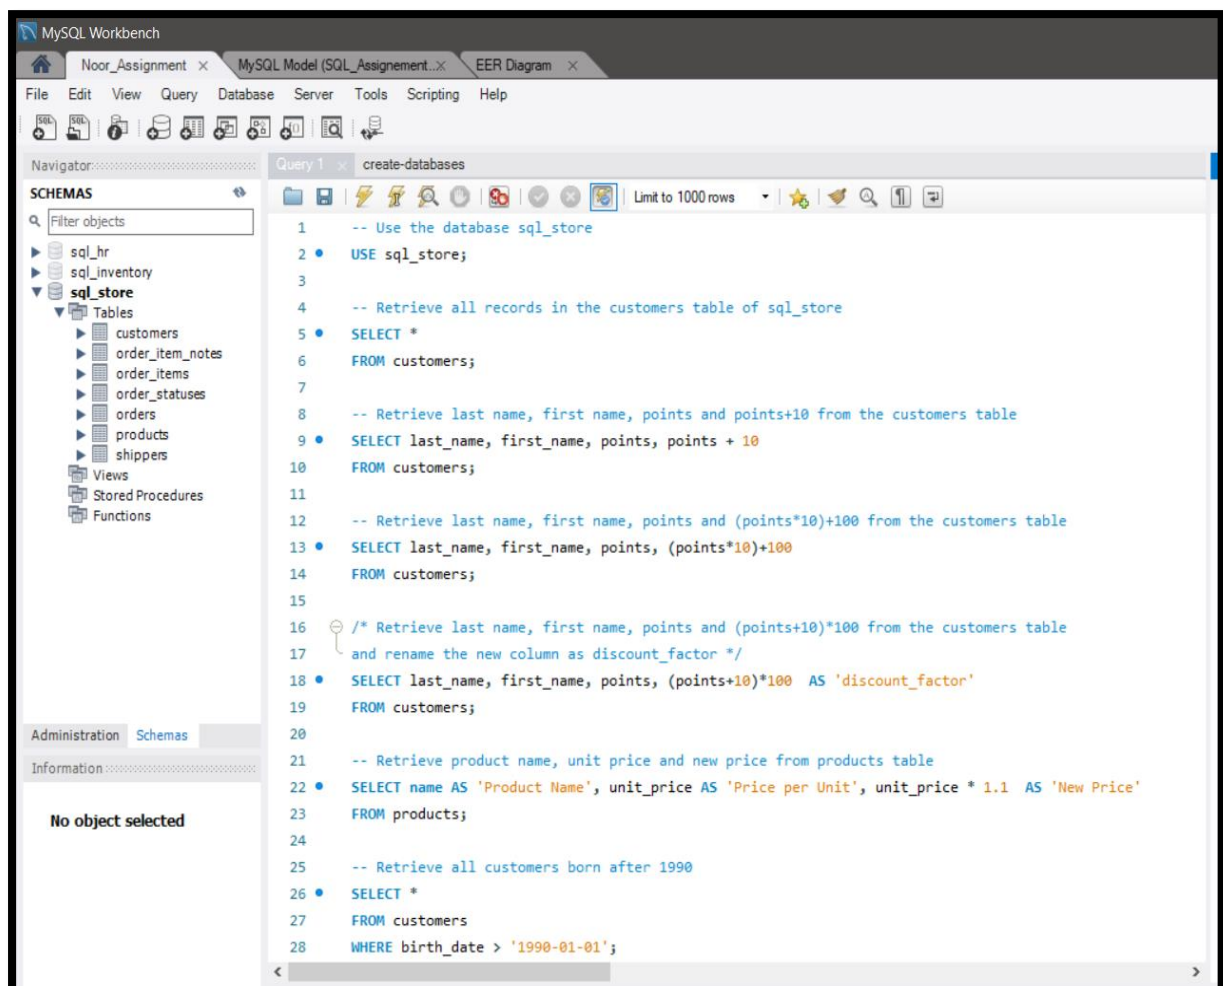 MySQL Workbench
Noor_Assignment × MySQL Model (SQL_Assignement..× EER Diagram ×
File Edit View Query Database Server Tools Scripting Help
Navigator
Query 1 × create-databases
SCHEMAS
Limit to 1000 rows
Filter objects
sql_hr
sql_inventory
sql_store
Tables
customers
order_item_notes
order_items
order_statuses
orders
products
shippers
Views
Stored Procedures
Functions
Administration Schemas
Information
No object selected
1 -- Use the database sql_store
2 USE sql_store;
3
4 -- Retrieve all records in the customers table of sql_store
5 SELECT *
6 FROM customers;
7
8 -- Retrieve last name, first name, points and points+10 from the customers table
9 SELECT last_name, first_name, points, points + 10
10 FROM customers;
11
12 -- Retrieve last name, first name, points and (points*10)+100 from the customers table
13 SELECT last_name, first_name, points, (points*10)+100
14 FROM customers;
15
16 /* Retrieve last name, first name, points and (points+10)*100 from the customers table
17 and rename the new column as discount_factor */
18 SELECT last_name, first_name, points, (points+10)*100  AS 'discount_factor'
19 FROM customers;
20
21 -- Retrieve product name, unit price and new price from products table
22 SELECT name AS 'Product Name', unit_price AS 'Price per Unit', unit_price * 1.1  AS 'New Price'
23 FROM products;
24
25 -- Retrieve all customers born after 1990
26 SELECT *
27 FROM customers
28 WHERE birth_date > '1990-01-01';